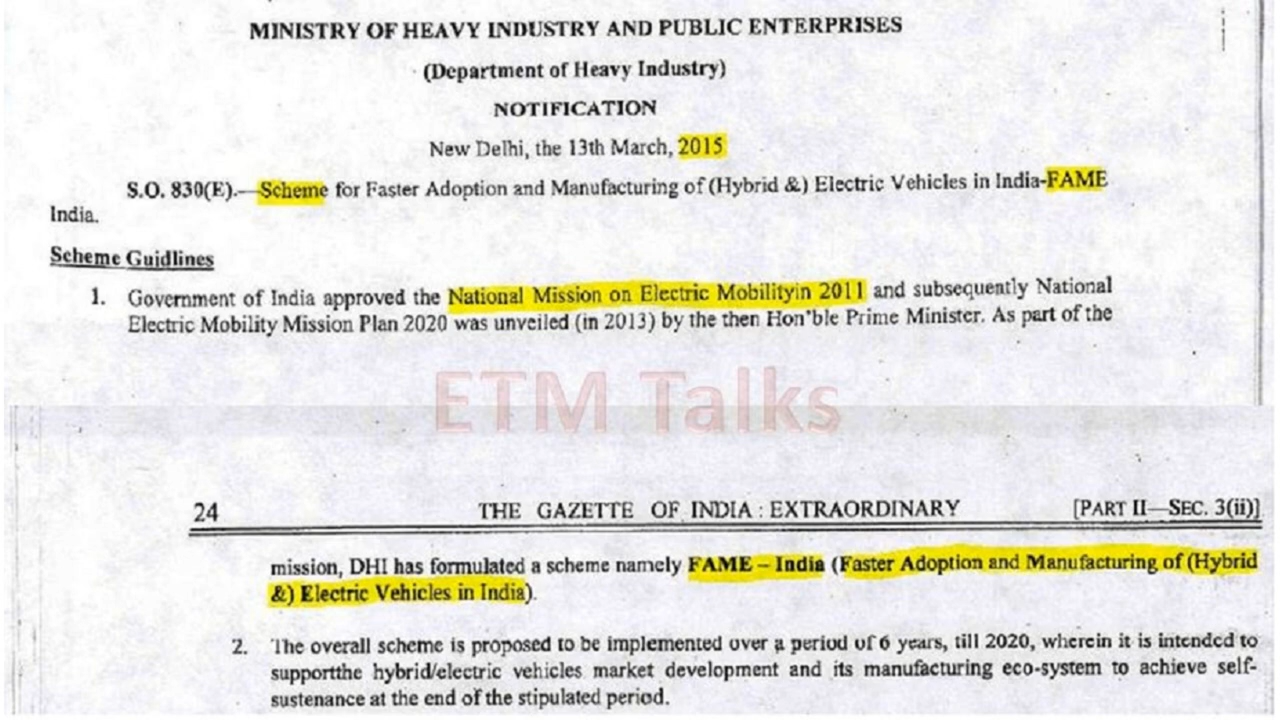 MINISTRY OF HEAVY INDUSTRY AND PUBLIC ENTERPRISES
(Department of Heavy Industry)
NOTIFICATION
New Delhi, the 13th March, 2015
S.O. 830(E).—Scheme for Faster Adoption and Manufacturing of (Hybrid &) Electric Vehicles in India-FAME
India.
Scheme Guidlines
1. Government of India approved the National Mission on Electric Mobilityin 2011 and subsequently National
Electric Mobility Mission Plan 2020 was unveiled (in 2013) by the then Hon'ble Prime Minister. As part of the
ETM Talks
24 THE GAZETTE OF INDIA : EXTRAORDINARY [PART II—SEC. 3(ii)]
mission, DHI has formulated a scheme namely FAME – India (Faster Adoption and Manufacturing of (Hybrid
&) Electric Vehicles in India).
2. The overall scheme is proposed to be implemented over a period of 6 years, till 2020, wherein it is intended to
supportthe hybrid/electric vehicles market development and its manufacturing eco-system to achieve self-
sustenance at the end of the stipulated period.